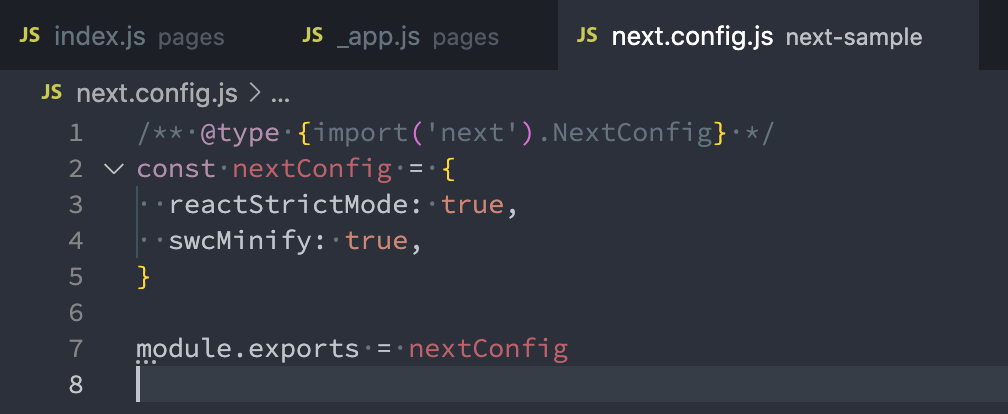 JS index.js pages JS _app.js pages JS next.config.js next-sample
JS next.config.js > ...
1 /** @type {import('next').NextConfig} */
2 const nextConfig = {
3   reactStrictMode: true,
4   swcMinify: true,
5 }
6
7 module.exports = nextConfig
8